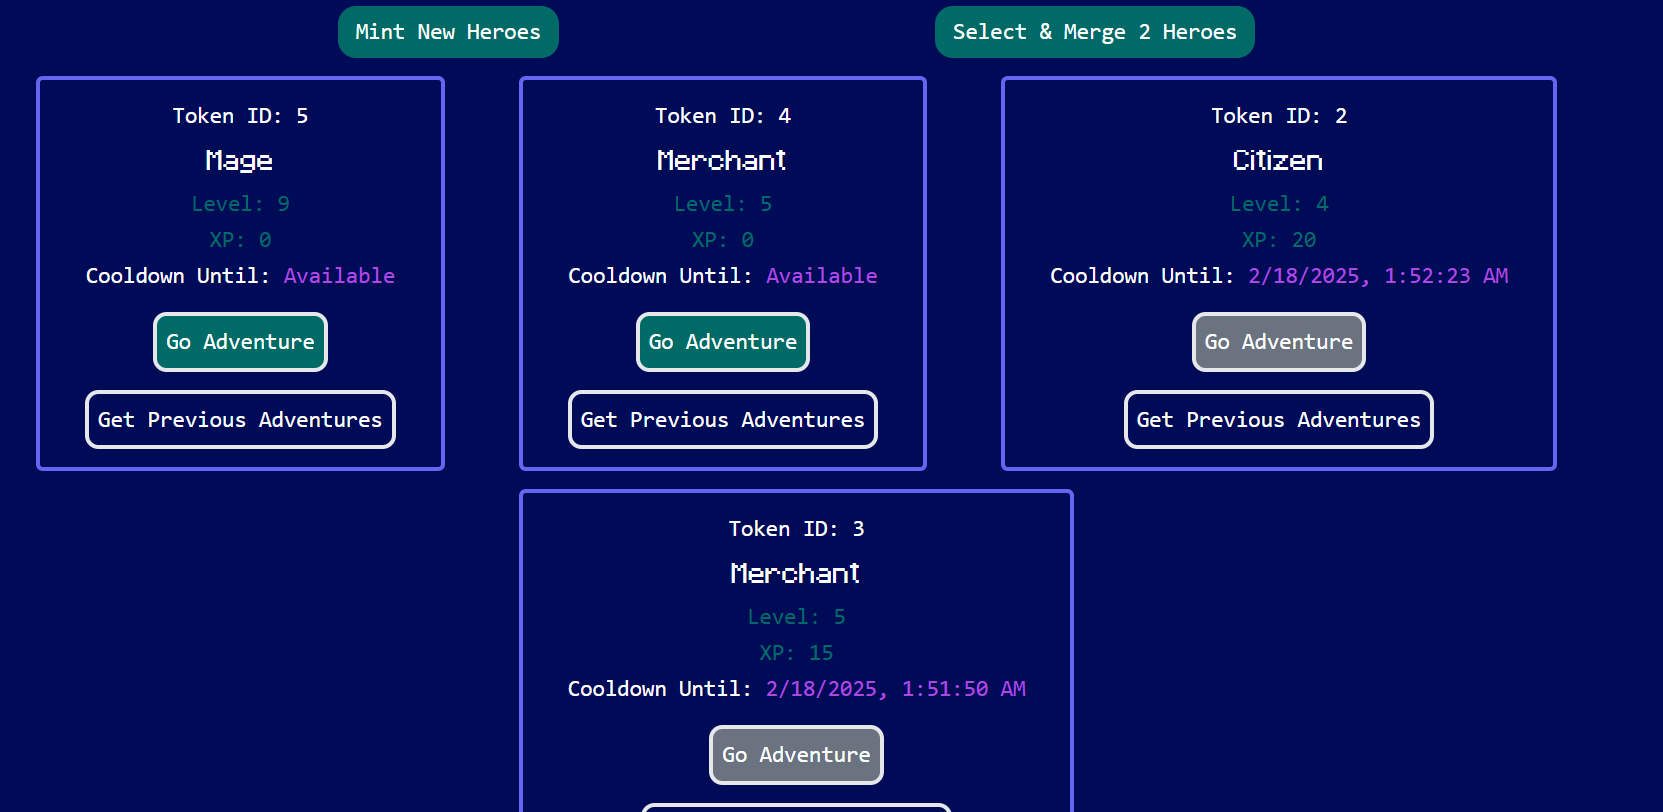 Mint New Heroes
Select & Merge 2 Heroes
Token ID: 5
Mage
Level: 9
XP: 0
Cooldown Until: Available
Go Adventure
Get Previous Adventures
Token ID: 4
Merchant
Level: 5
XP: 0
Cooldown Until: Available
Go Adventure
Get Previous Adventures
Token ID: 2
Citizen
Level: 4
XP: 20
Cooldown Until: 2/18/2025, 1:52:23 AM
Go Adventure
Get Previous Adventures
Token ID: 3
Merchant
Level: 5
XP: 15
Cooldown Until: 2/18/2025, 1:51:50 AM
Go Adventure